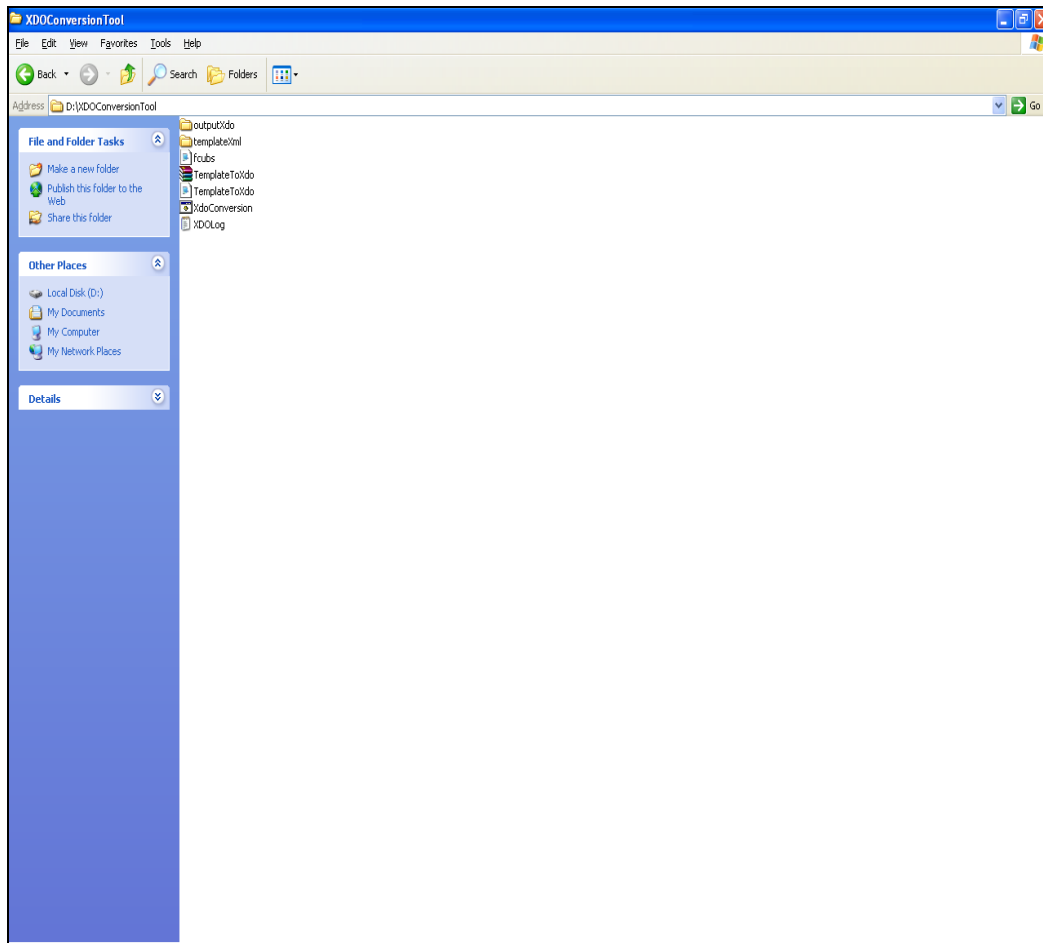 XDOConversionTool
File Edit View Favorites Tools Help
Back Search Folders
Address D:\XDOConversionTool Go
File and Folder Tasks
Make a new folder
Publish this folder to the
Web
Share this folder
Other Places
Local Disk (D:)
My Documents
My Computer
My Network Places
Details
outputXdo
templateXml
fcubs
TemplateToXdo
TemplateToXdo
XdoConversion
XDOLog